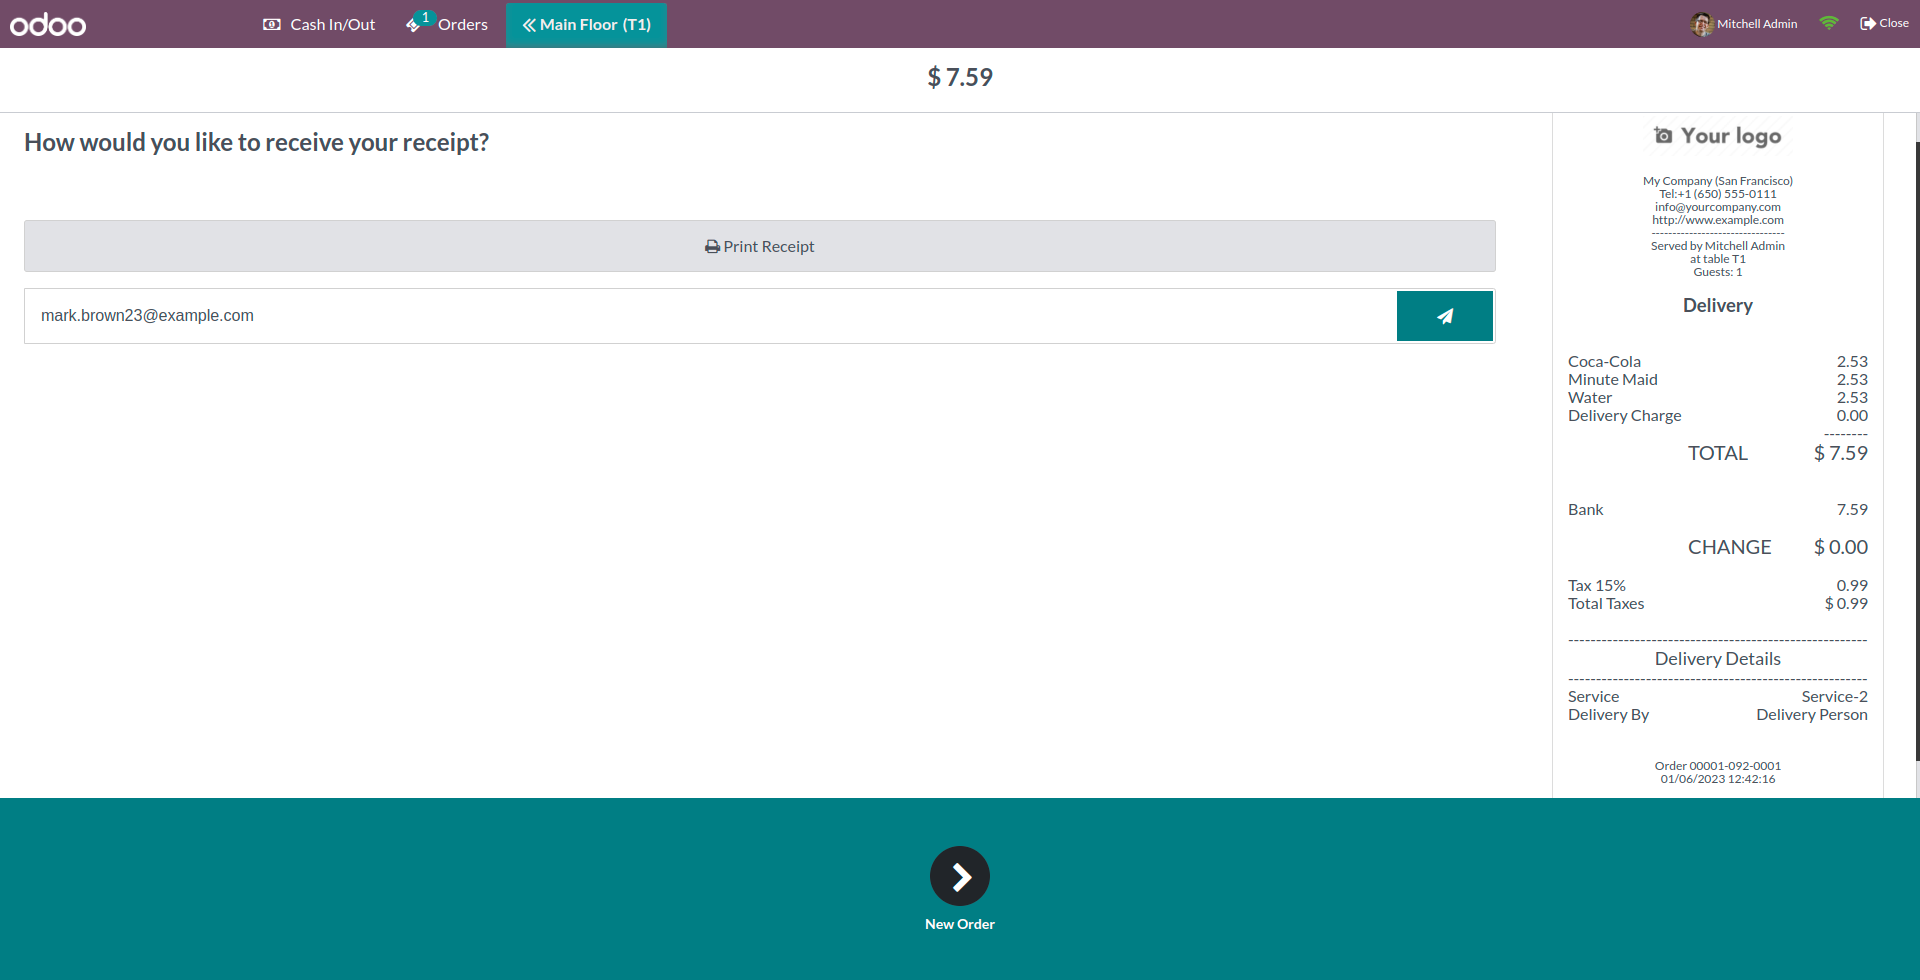 odoo Cash In/Out 1 Orders Main Floor (T1) Mitchell Admin Close
$ 7.59
How would you like to receive your receipt?
Print Receipt
mark.brown23@example.com
Your logo
My Company (San Francisco)
Tel:+1 (650) 555-0111
info@yourcompany.com
http://www.example.com
--------------------------------
Served by Mitchell Admin
at table T1
Guests: 1
Delivery
Coca-Cola 2.53
Minute Maid 2.53
Water 2.53
Delivery Charge 0.00
--------
TOTAL $ 7.59
Bank 7.59
CHANGE $ 0.00
Tax 15% 0.99
Total Taxes $ 0.99
------------------------------------------------------
Delivery Details
------------------------------------------------------
Service Service-2
Delivery By Delivery Person
Order 00001-092-0001
01/06/2023 12:42:16
New Order